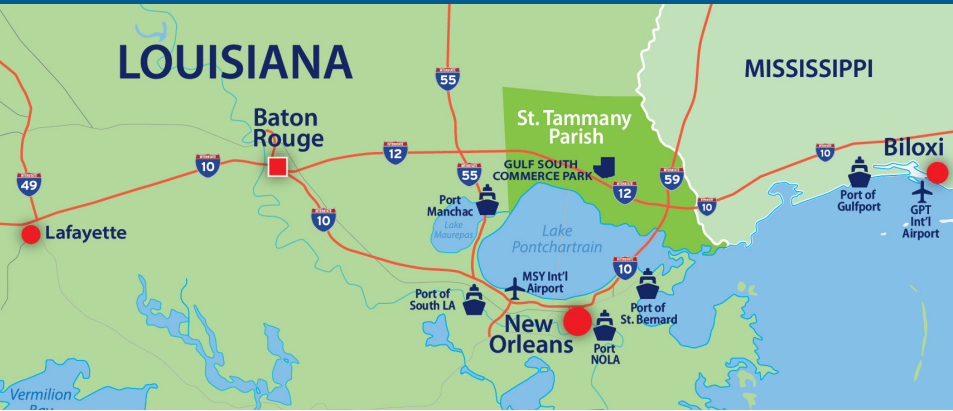 LOUISIANA
MISSISSIPPI
55
Baton
Rouge
St. Tammany
Parish
12
10
Biloxi
10
GULF SOUTH
COMMERCE PARK
49
55
59
12
Port of
Gulfport
Port
Manchac
10
GPT
Int'l
Airport
10
Lafayette
Lake
Maurepas
Lake
Pontchartrain
10
MSY Int'l
Airport
Port of
South LA
Port of
St. Bernard
New
Orleans
Port
NOLA
Vermilion
Bay